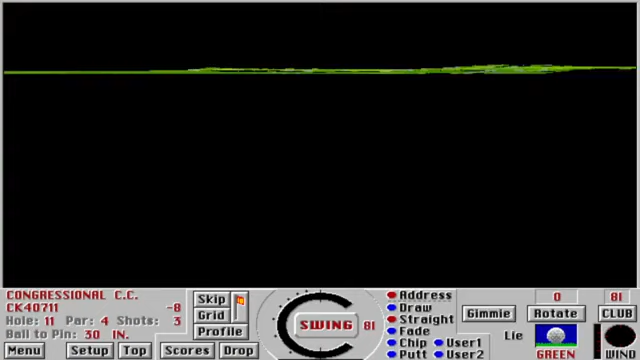 CONGRESSIONAL C.C.
CK40711 -8
Hole: 11 Par: 4 Shots: 3
Ball to Pin: 30 IN.
Menu Setup Top Scores Drop
Skip
Grid
Profile
SWING 81
Address
Draw
Straight
Fade
Chip User1
Putt User2
Gimmie
0 81
Rotate CLUB
Lie
GREEN